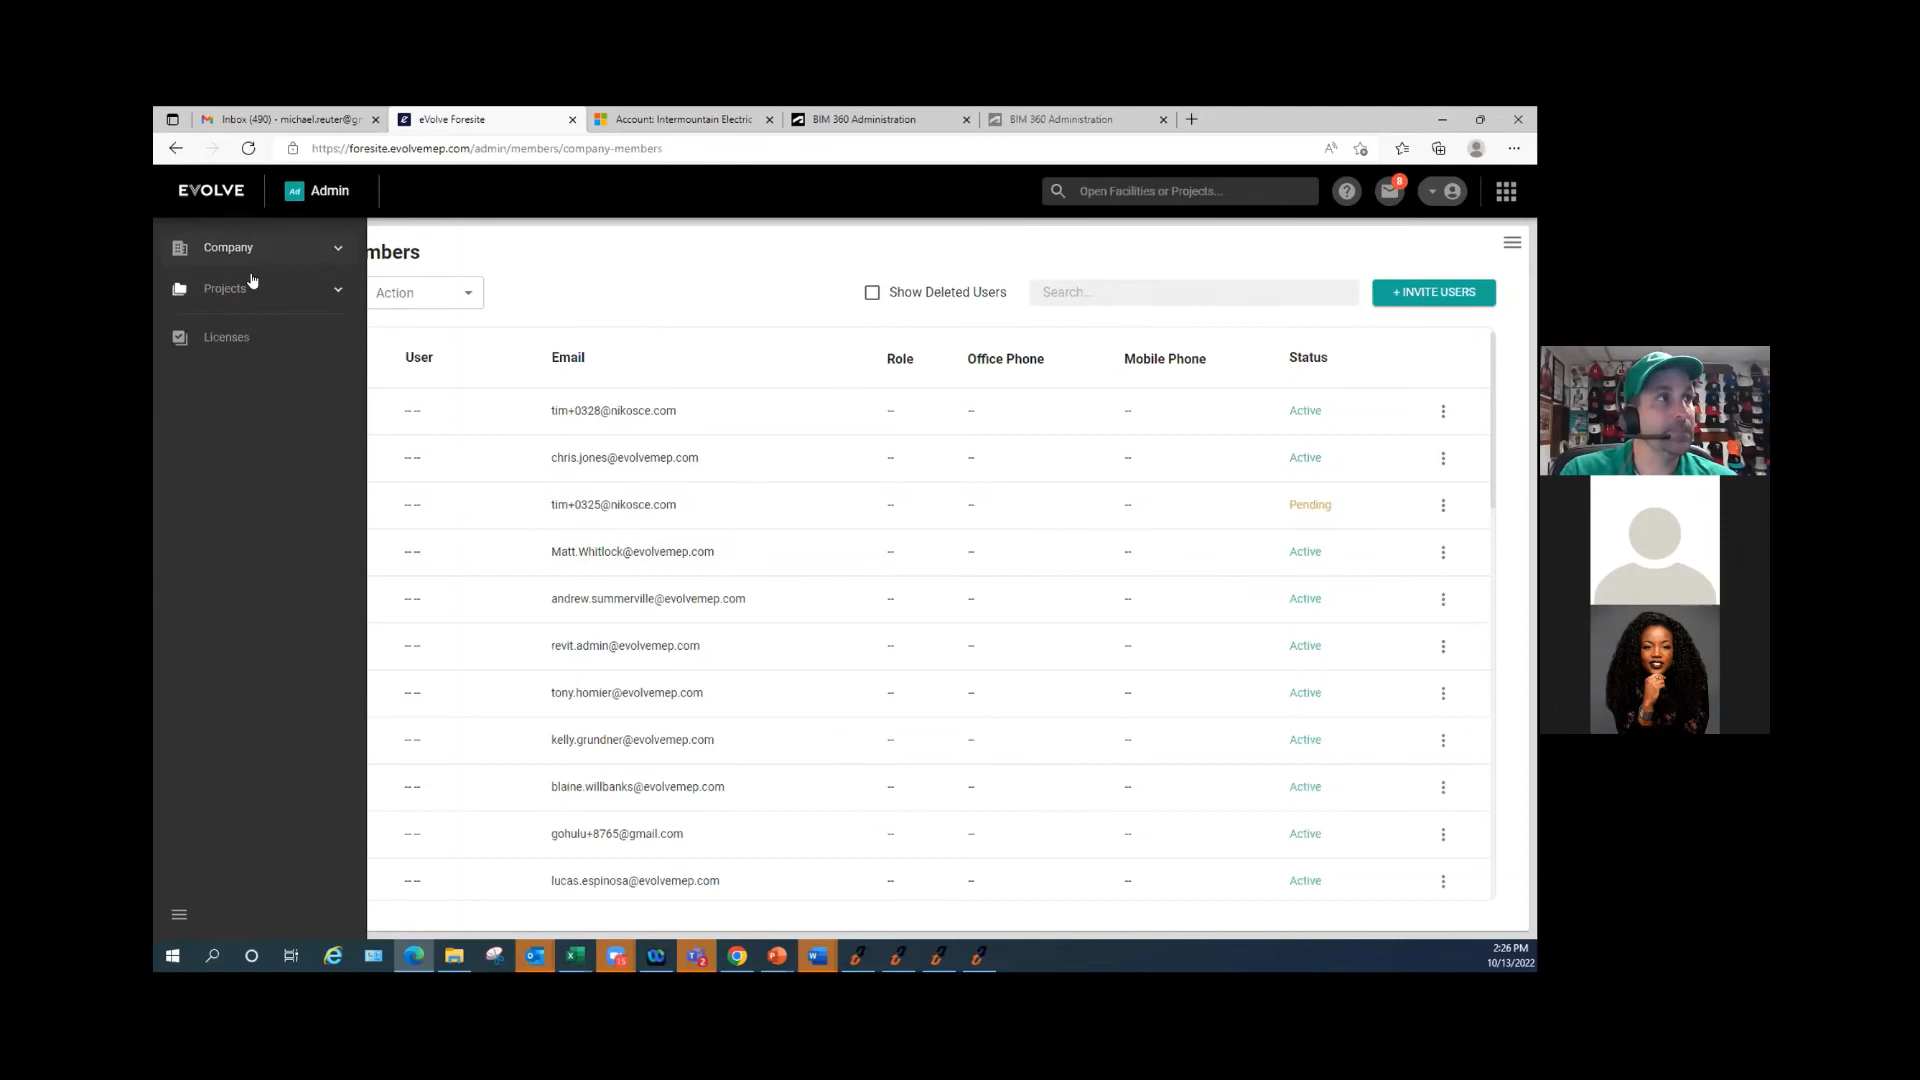 Inbox (490) - michael.reuter@gr
eVolve Foresite
Account: Intermountain Electric
BIM 360 Administration
BIM 360 Administration
https://foresite.evolvemep.com/admin/members/company-members
EVOLVE
Ad
Admin
Open Facilities or Projects...
8
Company
Projects
Licenses
mbers
Action
Show Deleted Users
Search...
+ INVITE USERS
User Email Role Office Phone Mobile Phone Status
-- tim+0328@nikosce.com -- -- -- Active
-- chris.jones@evolvemep.com -- -- -- Active
-- tim+0325@nikosce.com -- -- -- Pending
-- Matt.Whitlock@evolvemep.com -- -- -- Active
-- andrew.summerville@evolvemep.com -- -- -- Active
-- revit.admin@evolvemep.com -- -- -- Active
-- tony.homier@evolvemep.com -- -- -- Active
-- kelly.grundner@evolvemep.com -- -- -- Active
-- blaine.willbanks@evolvemep.com -- -- -- Active
-- gohulu+8765@gmail.com -- -- -- Active
-- lucas.espinosa@evolvemep.com -- -- -- Active
2:26 PM
10/13/2022